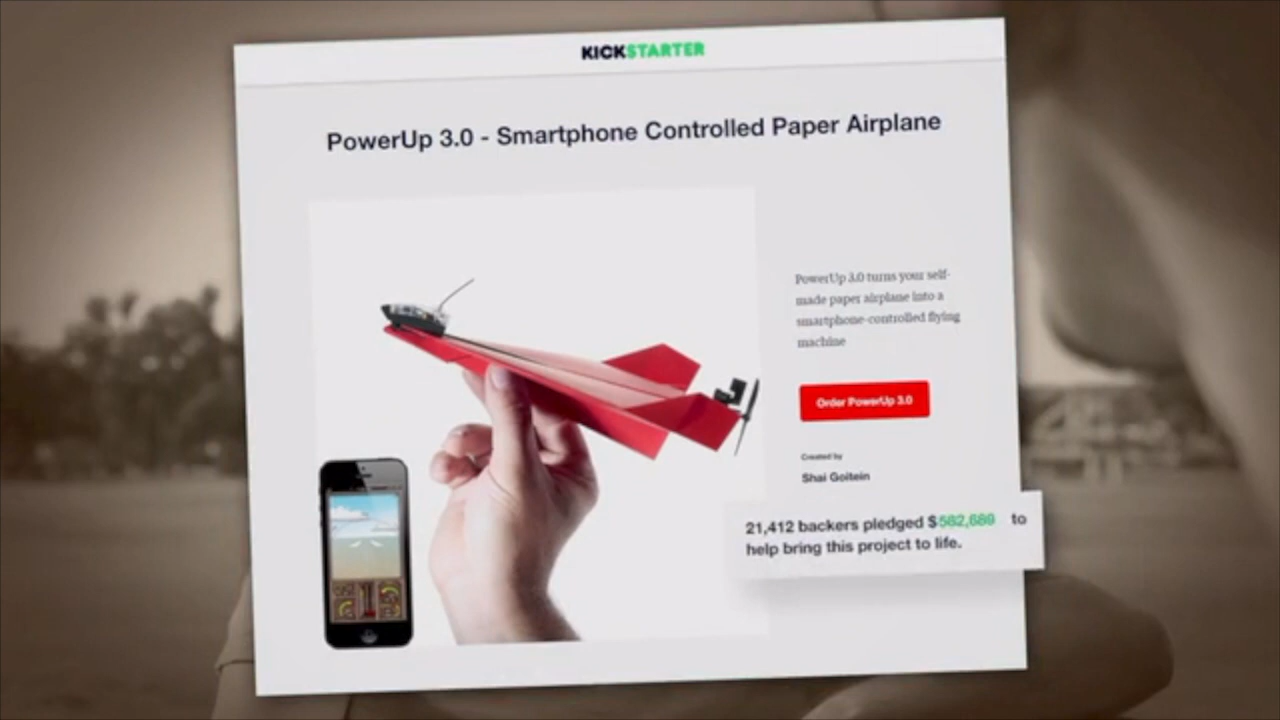 KICKSTARTER
PowerUp 3.0 - Smartphone Controlled Paper Airplane
PowerUp 3.0 turns your self-
made paper airplane into a
smartphone-controlled flying
machine
Order PowerUp 3.0
Created by
Shai Goitein
21,412 backers pledged $ to
help bring this project to life.